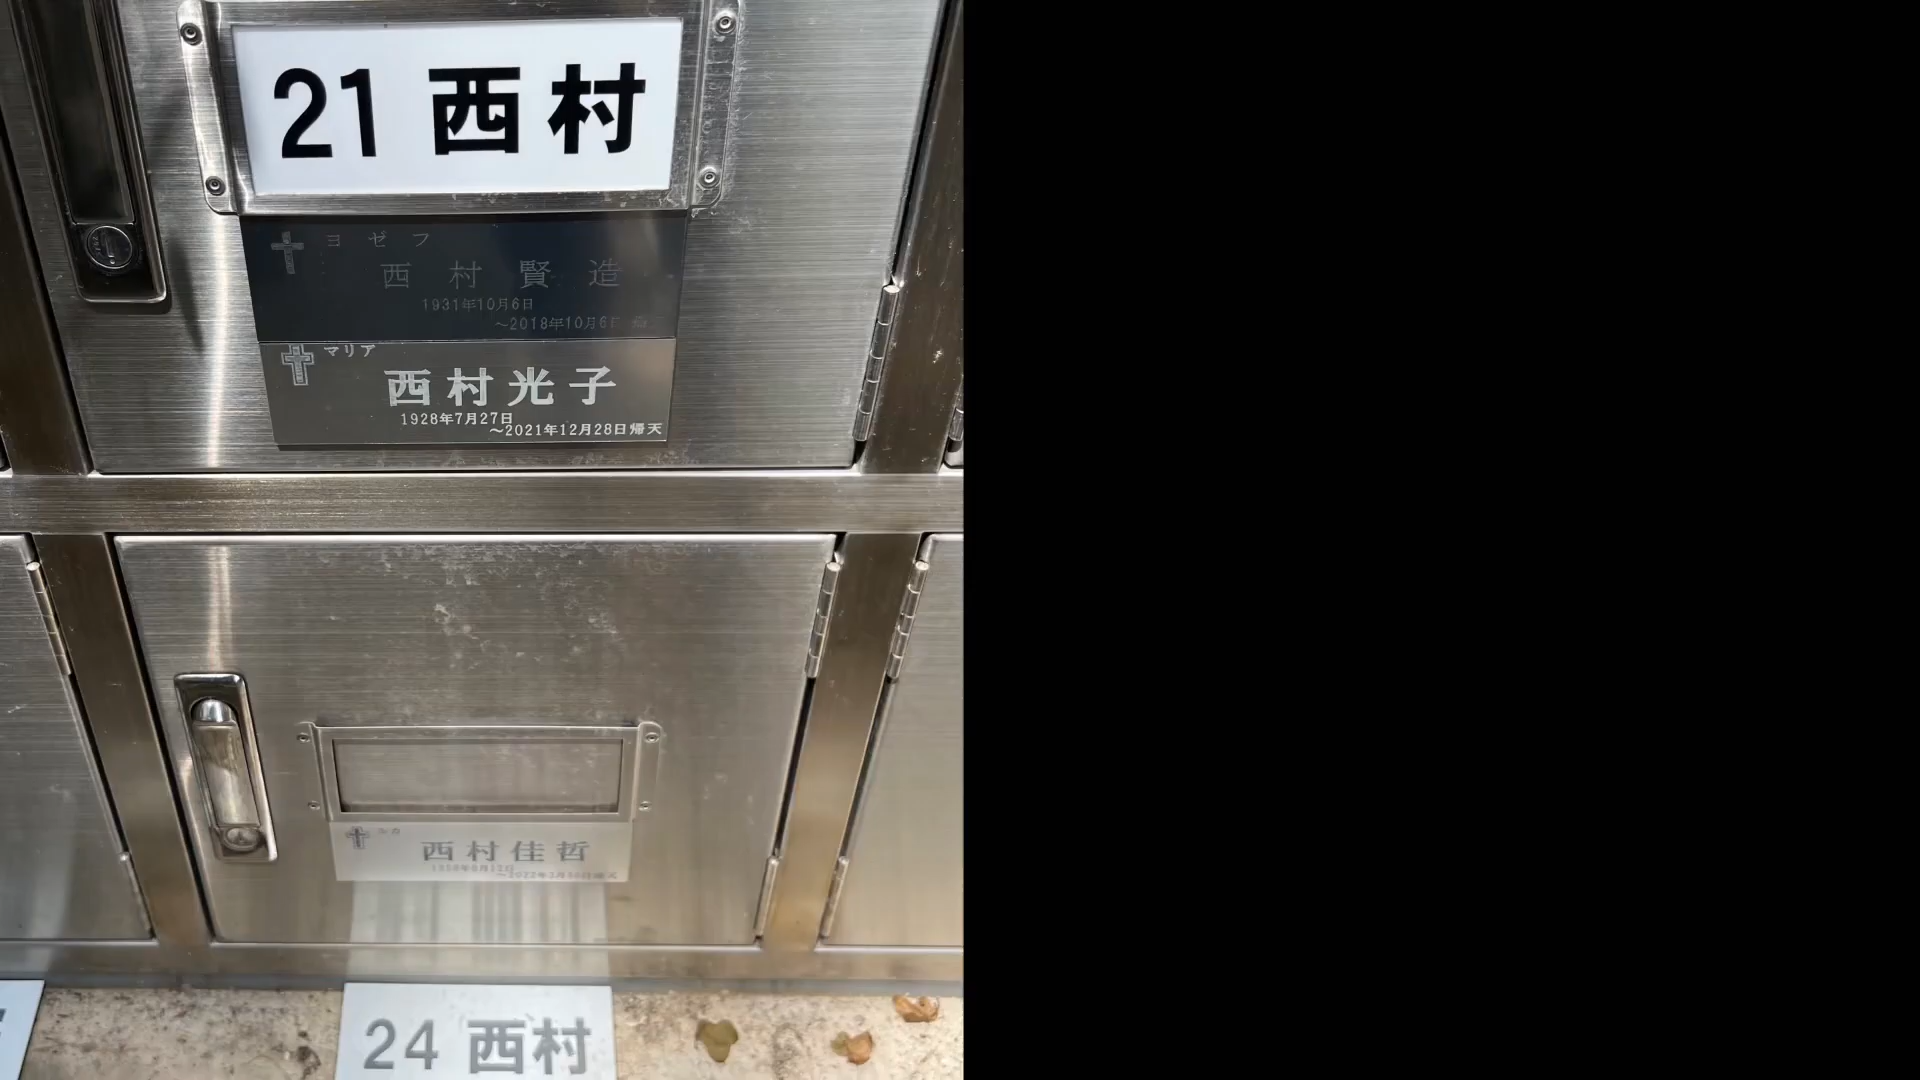 21 西村
ヨゼフ
西村賢造
1931年10月6日
～2018年10月6日 帰天
マリア
西村光子
1928年7月27日
～2021年12月28日帰天
西村佳哲
24 西村